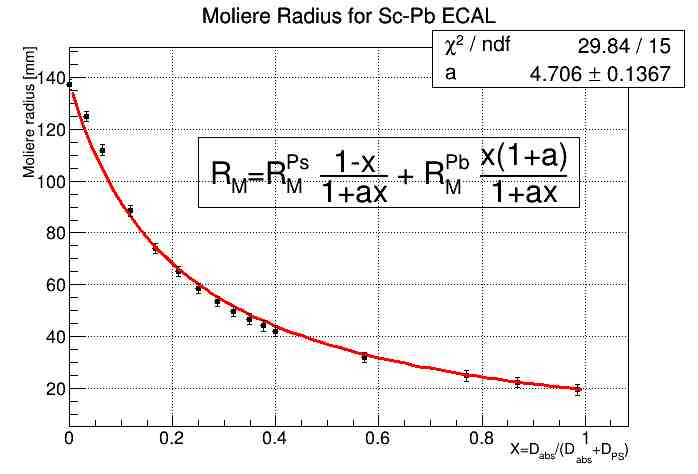 Moliere Radius for Sc-Pb ECAL
χ² / ndf 29.84 / 15
a 4.706 ± 0.1367
Moliere radius [mm]
140
120
100
80
60
40
20
R_M=R_M^Ps (1-x)/(1+ax) + R_M^Pb x(1+a)/(1+ax)
0 0.2 0.4 0.6 0.8 1
X=D_abs/(D_abs+D_PS)